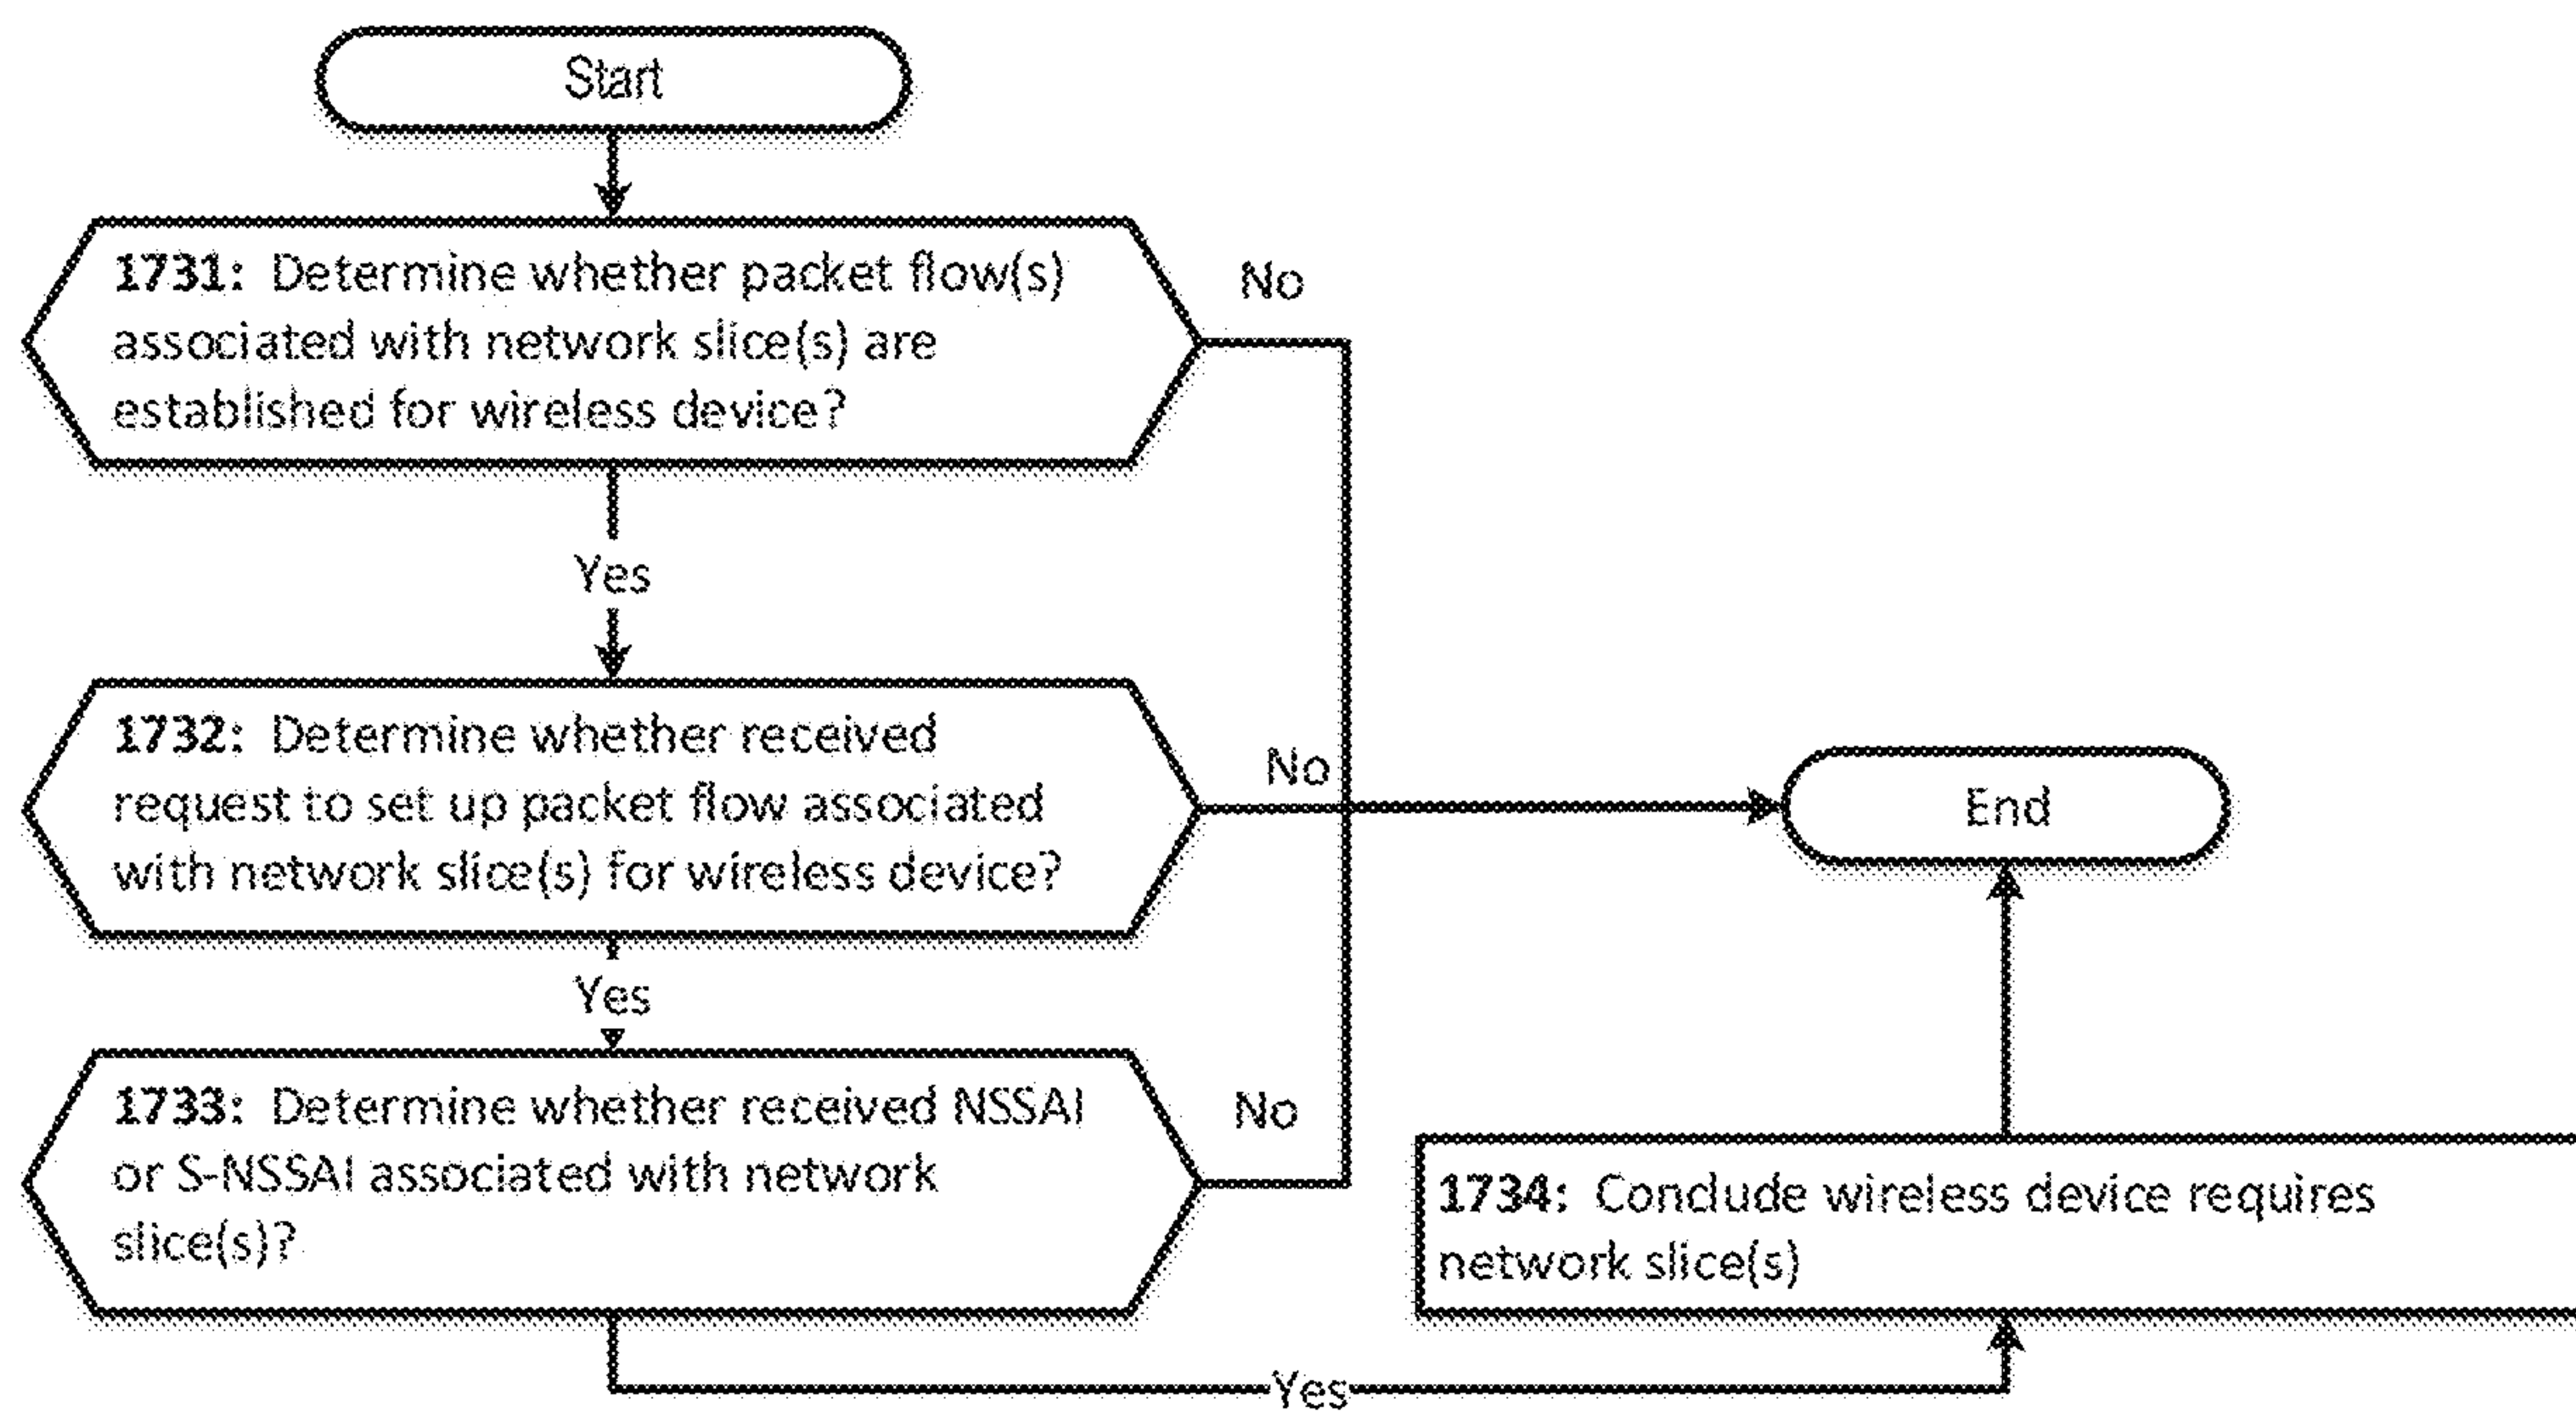 Start
1731: Determine whether packet flow(s)
associated with network slice(s) are
established for wireless device?
No
Yes
1732: Determine whether received
request to set up packet flow associated
with network slice(s) for wireless device?
No
End
Yes
1733: Determine whether received NSSAI
or S-NSSAI associated with network
slice(s)?
No
1734: Conclude wireless device requires
network slice(s)
Yes